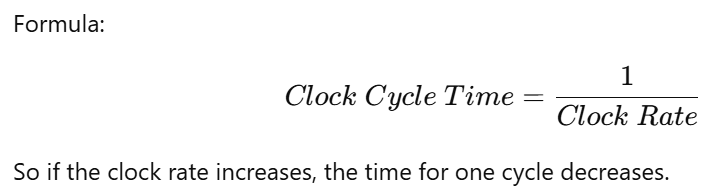 Formula:
Clock Cycle Time = 1 / Clock Rate
So if the clock rate increases, the time for one cycle decreases.